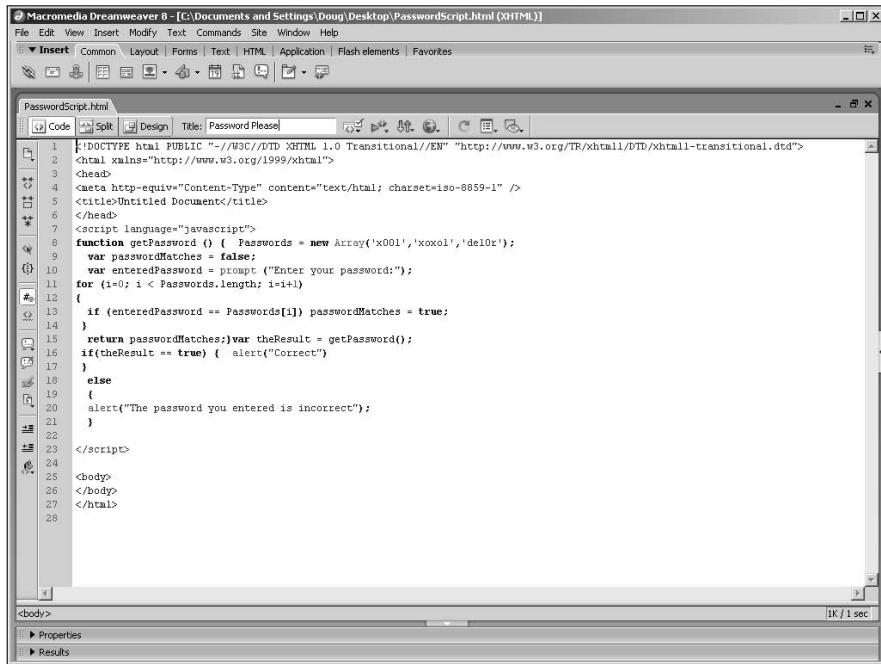 Macromedia Dreamweaver 8 - [C:\Documents and Settings\Doug\Desktop\PasswordScript.html (XHTML)]
File Edit View Insert Modify Text Commands Site Window Help
▼ Insert Common Layout Forms Text HTML Application Flash elements Favorites
19
PasswordScript.html
Code Split Design Title: Password Please
1 <!DOCTYPE html PUBLIC "-//W3C//DTD XHTML 1.0 Transitional//EN" "http://www.w3.org/TR/xhtml1/DTD/xhtml1-transitional.dtd">
2 <html xmlns="http://www.w3.org/1999/xhtml">
3 <head>
4 <meta http-equiv="Content-Type" content="text/html; charset=iso-8859-1" />
5 <title>Untitled Document</title>
6 </head>
7 <script language="javascript">
8 function getPassword () { Passwords = new Array('x001','xoxo1','del0r');
9 var passwordMatches = false;
10 var enteredPassword = prompt ("Enter your password:");
11 for (i=0; i < Passwords.length; i=i+1)
12 {
13 if (enteredPassword == Passwords[i]) passwordMatches = true;
14 }
15 return passwordMatches;}var theResult = getPassword();
16 if(theResult == true) { alert("Correct")
17 }
18 else
19 {
20 alert("The password you entered is incorrect");
21 }
22
23 </script>
24
25 <body>
26 </body>
27 </html>
28
<body> 1K / 1 sec
Properties
Results